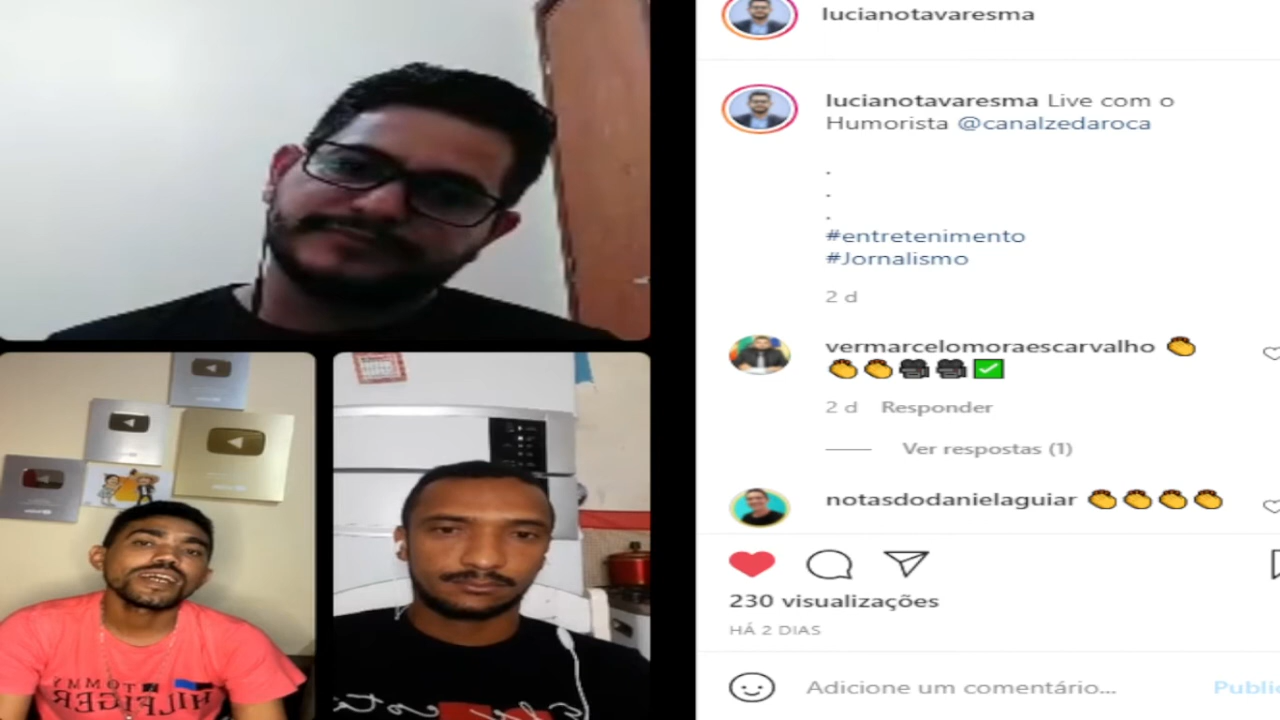 lucianotavaresma
lucianotavaresma Live com o
Humorista @canalzedaroca
.
.
.
#entretenimento
#Jornalismo
2 d
vermarcelomoraescarvalho 👏
👏👏🎥🎥✅
2 d Responder
Ver respostas (1)
notasdodanielaguiar 👏👏👏👏
230 visualizações
HÁ 2 DIAS
Adicione um comentário... Public
TOMMY
HILFIGER